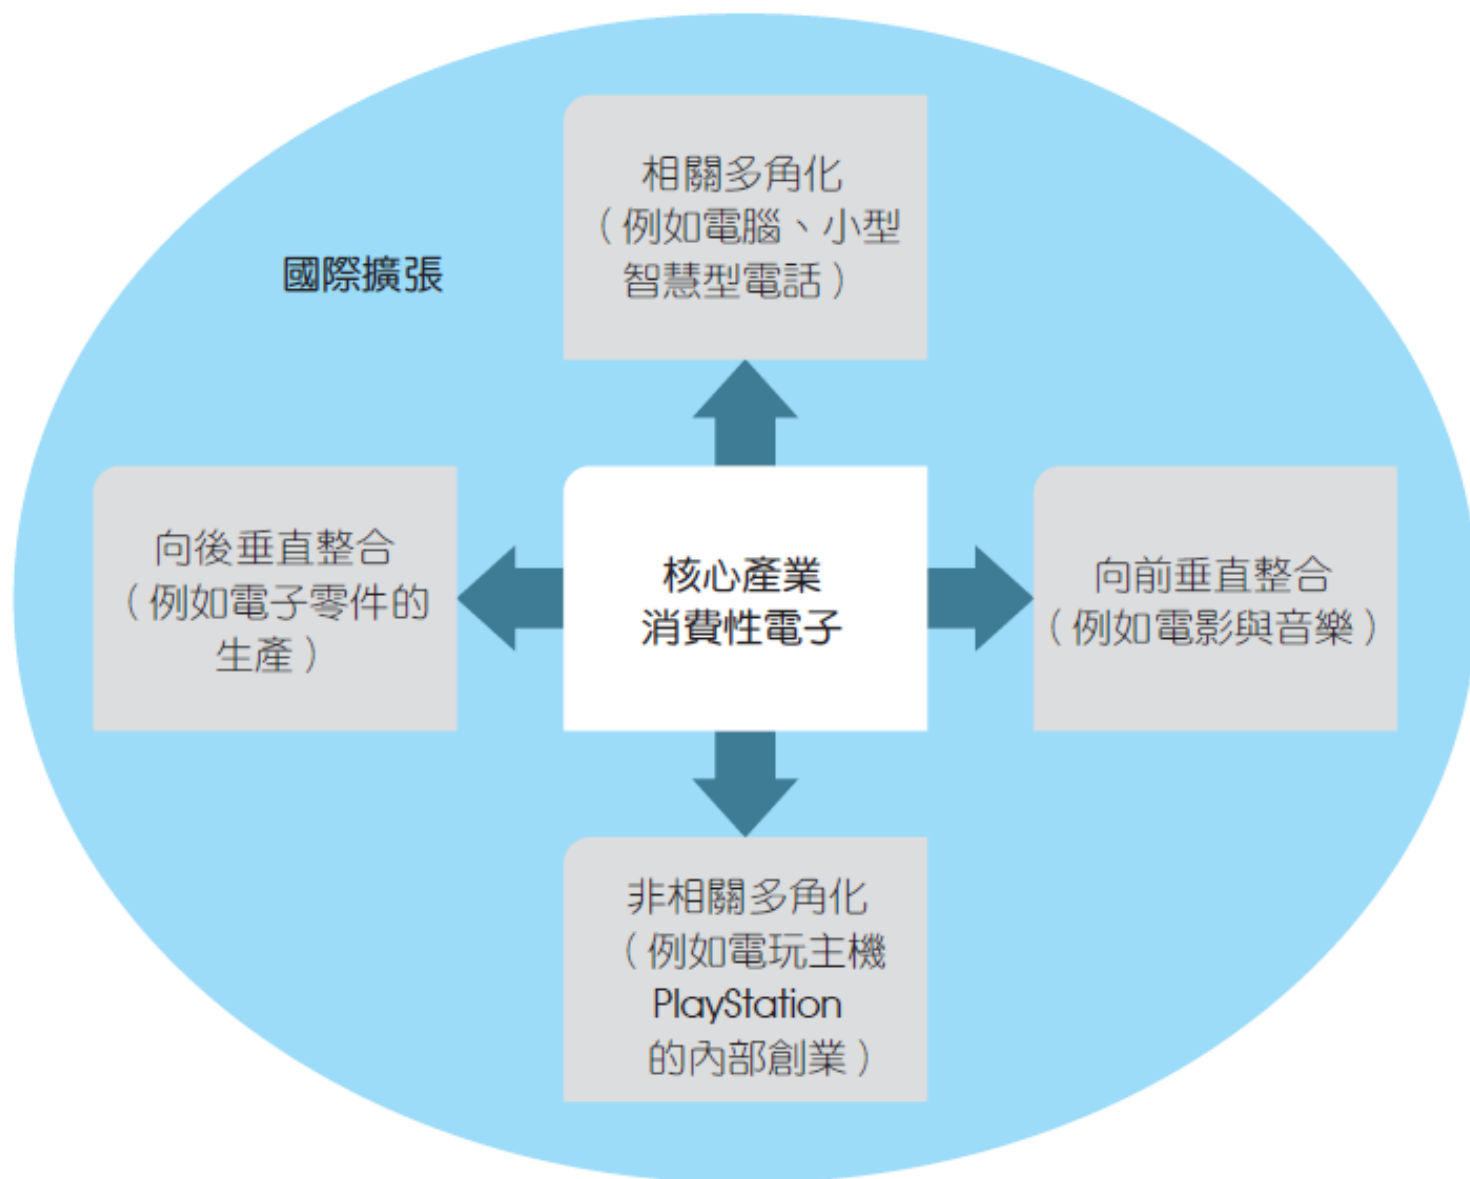 相關多角化
（例如電腦、小型
智慧型電話）
國際擴張
向後垂直整合
（例如電子零件的
生產）
核心產業
消費性電子
向前垂直整合
（例如電影與音樂）
非相關多角化
（例如電玩主機
PlayStation
的內部創業）